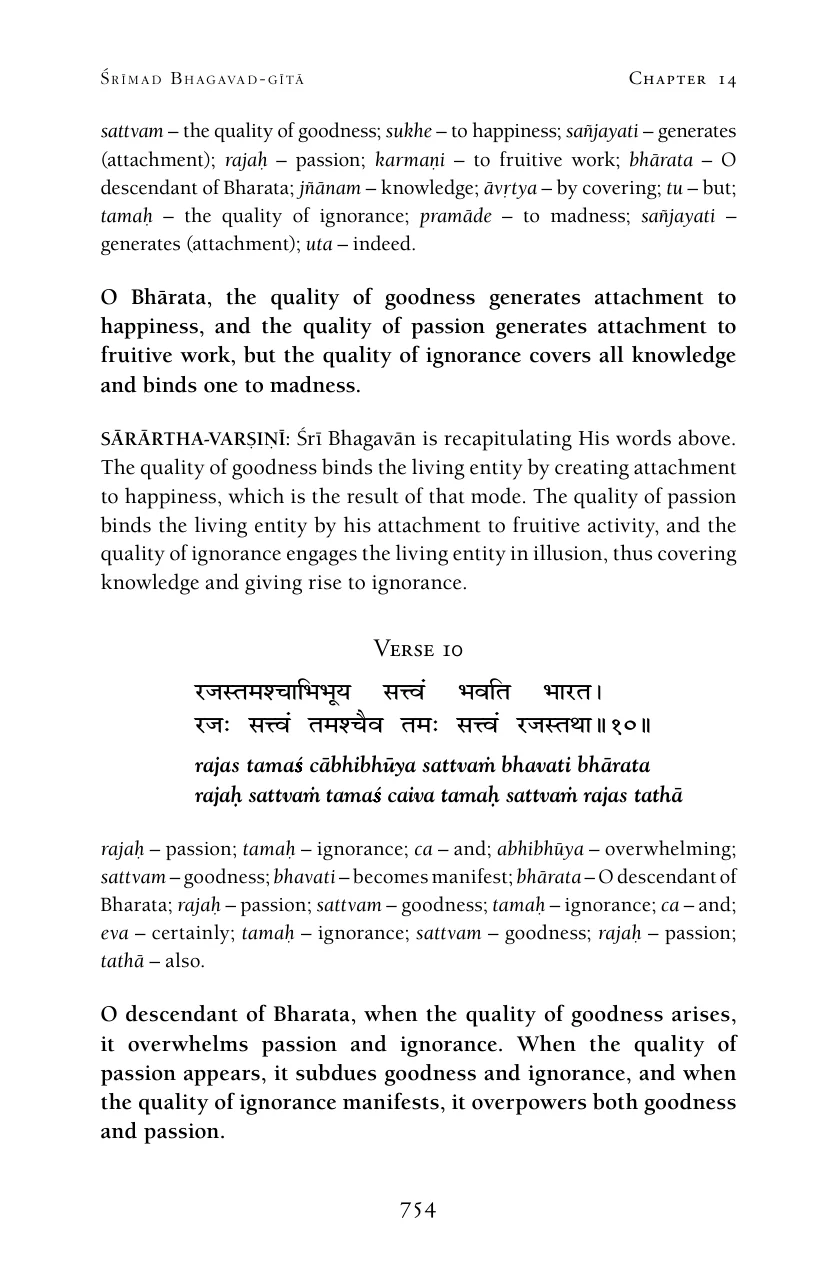 Śrīmad Bhagavad-gītā Chapter 14
sattvam – the quality of goodness; sukhe – to happiness; sañjayati – generates
(attachment); rajaḥ – passion; karmaṇi – to fruitive work; bhārata – O
descendant of Bharata; jñānam – knowledge; āvṛtya – by covering; tu – but;
tamaḥ – the quality of ignorance; pramāde – to madness; sañjayati –
generates (attachment); uta – indeed.
O Bhārata, the quality of goodness generates attachment to
happiness, and the quality of passion generates attachment to
fruitive work, but the quality of ignorance covers all knowledge
and binds one to madness.
SĀRĀRTHA-VARṢIṆĪ: Śrī Bhagavān is recapitulating His words above.
The quality of goodness binds the living entity by creating attachment
to happiness, which is the result of that mode. The quality of passion
binds the living entity by his attachment to fruitive activity, and the
quality of ignorance engages the living entity in illusion, thus covering
knowledge and giving rise to ignorance.
Verse 10
रजस्तमश्चाभिभूय सत्त्वं भवति भारत।
रजः सत्त्वं तमश्चैव तमः सत्त्वं रजस्तथा॥१०॥
rajas tamaś cābhibhūya sattvaṁ bhavati bhārata
rajaḥ sattvaṁ tamaś caiva tamaḥ sattvaṁ rajas tathā
rajaḥ – passion; tamaḥ – ignorance; ca – and; abhibhūya – overwhelming;
sattvam – goodness; bhavati – becomes manifest; bhārata – O descendant of
Bharata; rajaḥ – passion; sattvam – goodness; tamaḥ – ignorance; ca – and;
eva – certainly; tamaḥ – ignorance; sattvam – goodness; rajaḥ – passion;
tathā – also.
O descendant of Bharata, when the quality of goodness arises,
it overwhelms passion and ignorance. When the quality of
passion appears, it subdues goodness and ignorance, and when
the quality of ignorance manifests, it overpowers both goodness
and passion.
754